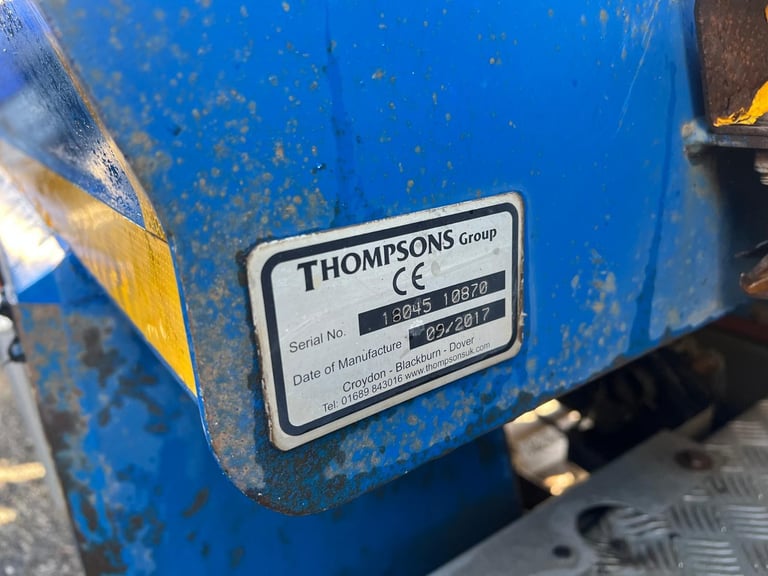 THOMPSONS Group
CE
Serial No. 18045 10870
Date of Manufacture 09/2017
Croydon - Blackburn - Dover
Tel: 01689 843016 www.thompsonsuk.com